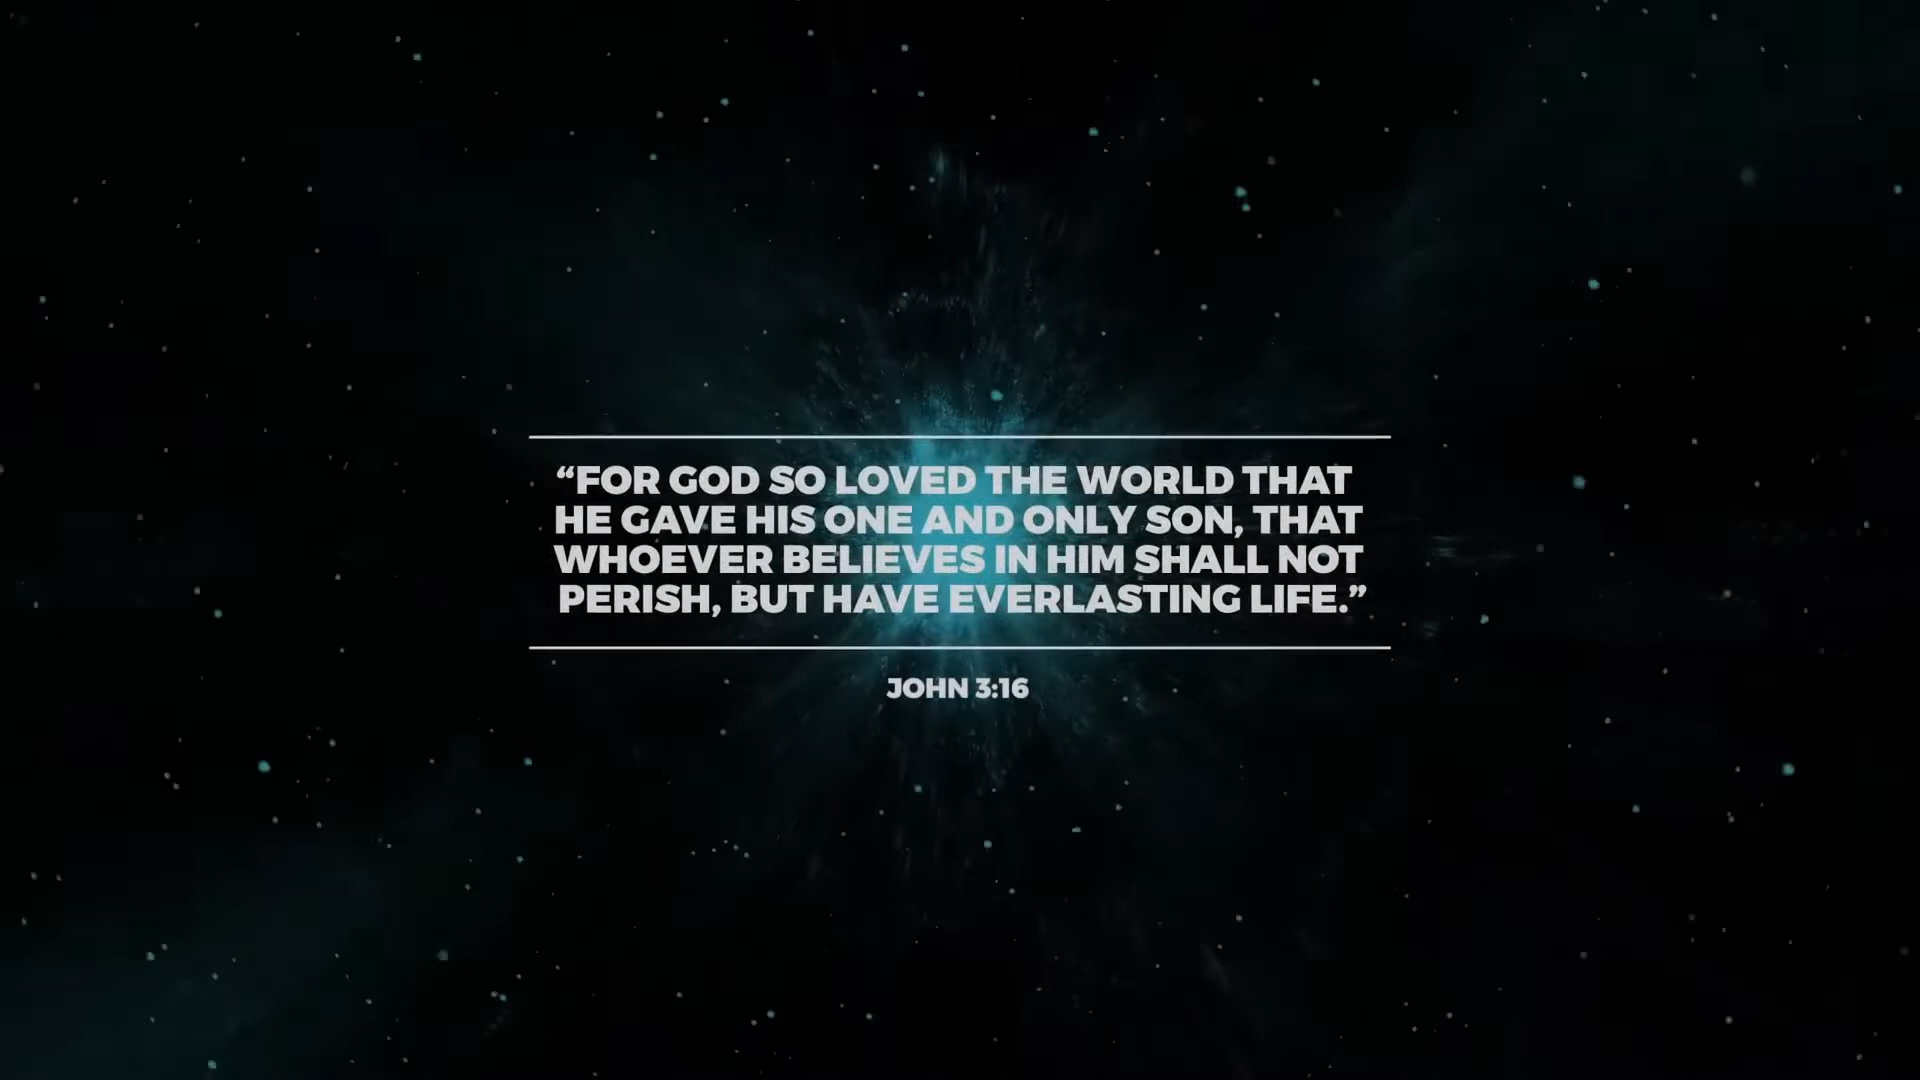 “FOR GOD SO LOVED THE WORLD THAT
HE GAVE HIS ONE AND ONLY SON, THAT
WHOEVER BELIEVES IN HIM SHALL NOT
PERISH, BUT HAVE EVERLASTING LIFE.”
JOHN 3:16